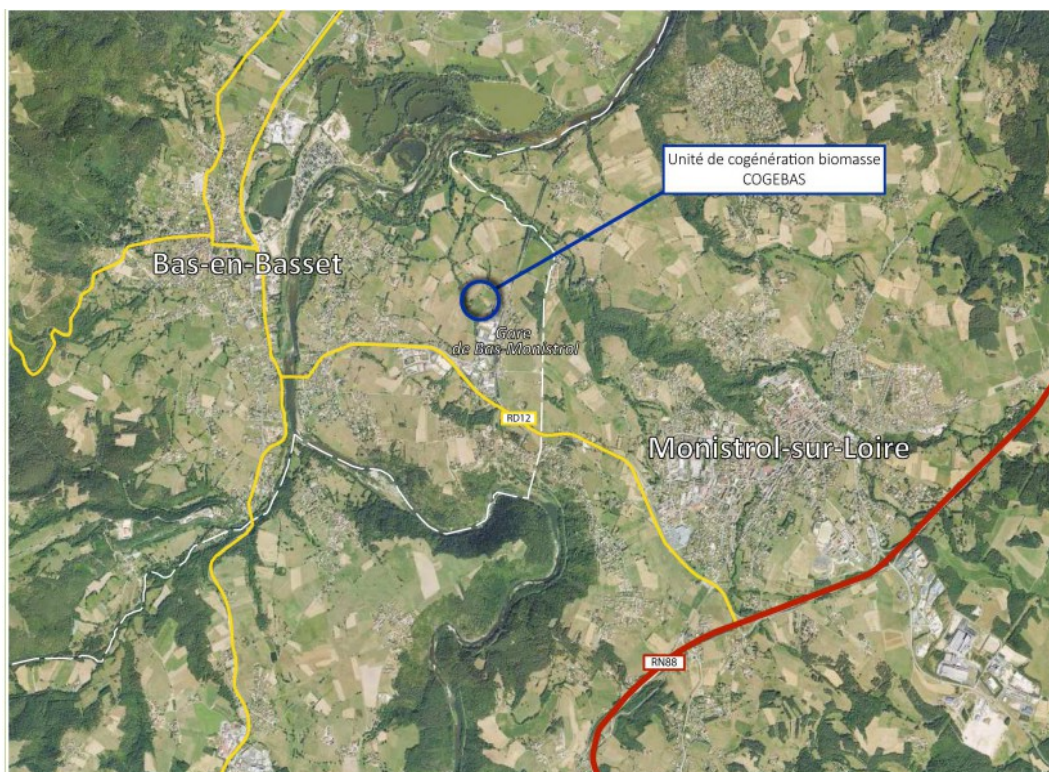 Unité de cogénération biomasse
COGEBAS
Bas-en-Basset
Gare
de Bas-Monistrol
RD12
Monistrol-sur-Loire
RN88